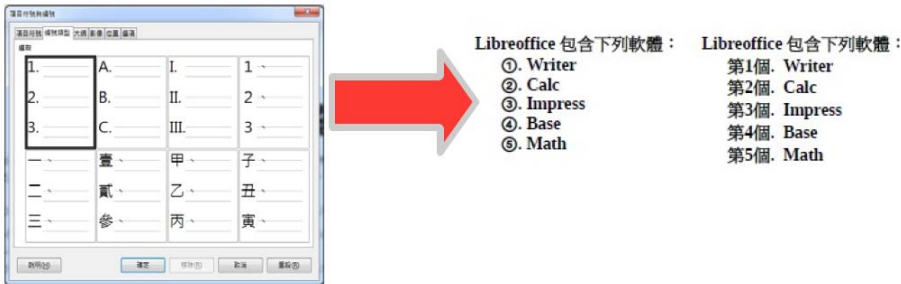 項目符號與編號
項目符號 編號類型 大綱 影像 位置 選項
選取
1. A. I. 1、
2. B. II. 2、
3. C. III. 3、
一、 壹、 甲、 子、
二、 貳、 乙、 丑、
三、 參、 丙、 寅、
說明(H) 確定 移除(R) 取消 重設(R)
Libreoffice 包含下列軟體：
①. Writer
②. Calc
③. Impress
④. Base
⑤. Math
Libreoffice 包含下列軟體：
第1個. Writer
第2個. Calc
第3個. Impress
第4個. Base
第5個. Math